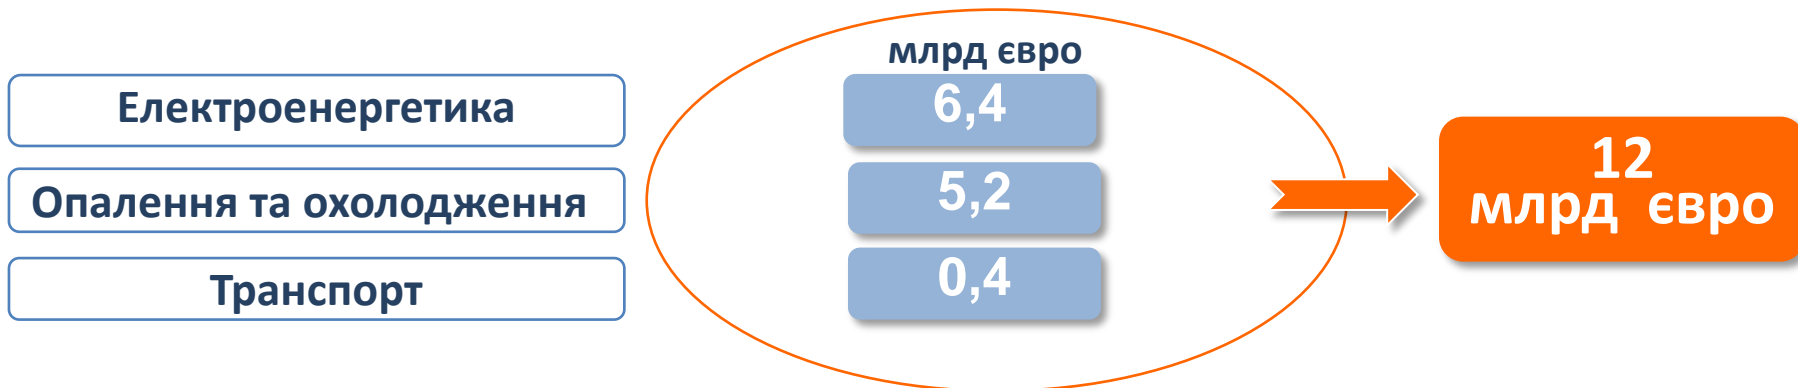 млрд євро
Електроенергетика
6,4
Опалення та охолодження
5,2
Транспорт
0,4
12
млрд євро